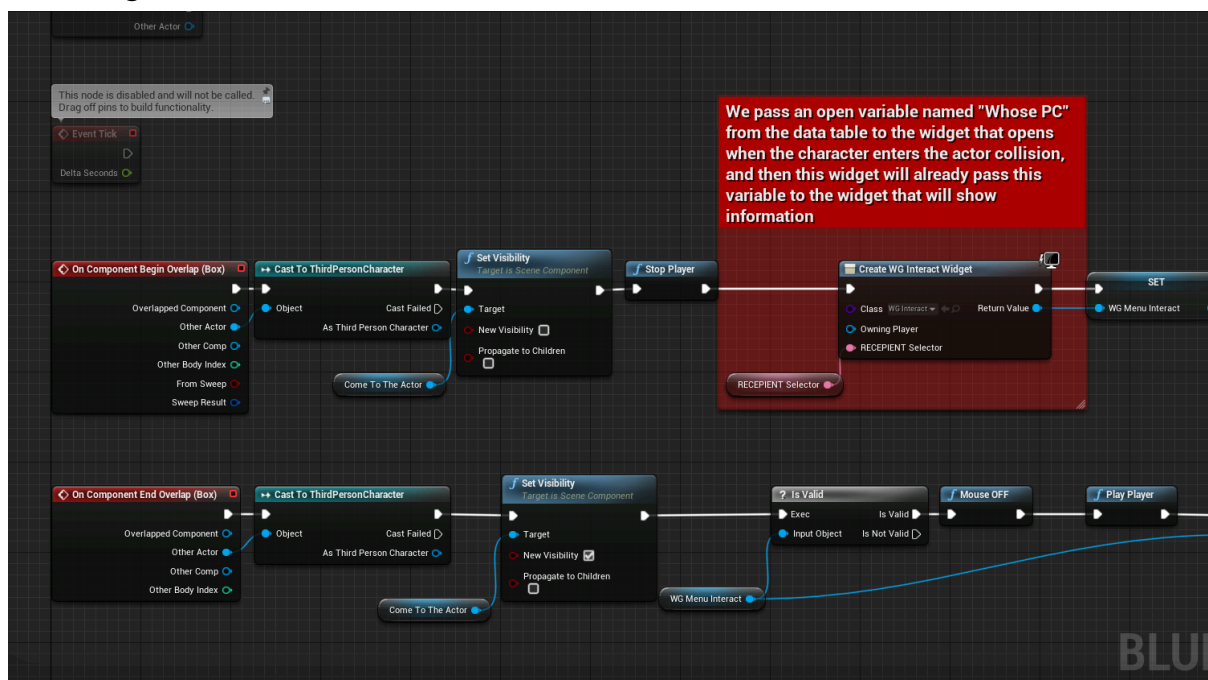 Other Actor
This node is disabled and will not be called.
Drag off pins to build functionality.
Event Tick
Delta Seconds
We pass an open variable named "Whose PC"
from the data table to the widget that opens
when the character enters the actor collision,
and then this widget will already pass this
variable to the widget that will show
information
On Component Begin Overlap (Box)
Overlapped Component
Other Actor
Other Comp
Other Body Index
From Sweep
Sweep Result
Cast To ThirdPersonCharacter
Object
Cast Failed
As Third Person Character
Come To The Actor
Set Visibility
Target is Scene Component
Target
New Visibility
Propagate to Children
Stop Player
Create WG Interact Widget
Class WG Interact
Return Value
Owning Player
RECEPIENT Selector
RECEPIENT Selector
SET
WG Menu Interact
On Component End Overlap (Box)
Overlapped Component
Other Actor
Other Comp
Other Body Index
Cast To ThirdPersonCharacter
Object
Cast Failed
As Third Person Character
Come To The Actor
Set Visibility
Target is Scene Component
Target
New Visibility
Propagate to Children
? Is Valid
Exec
Is Valid
Input Object
Is Not Valid
WG Menu Interact
Mouse OFF
Play Player
BLU